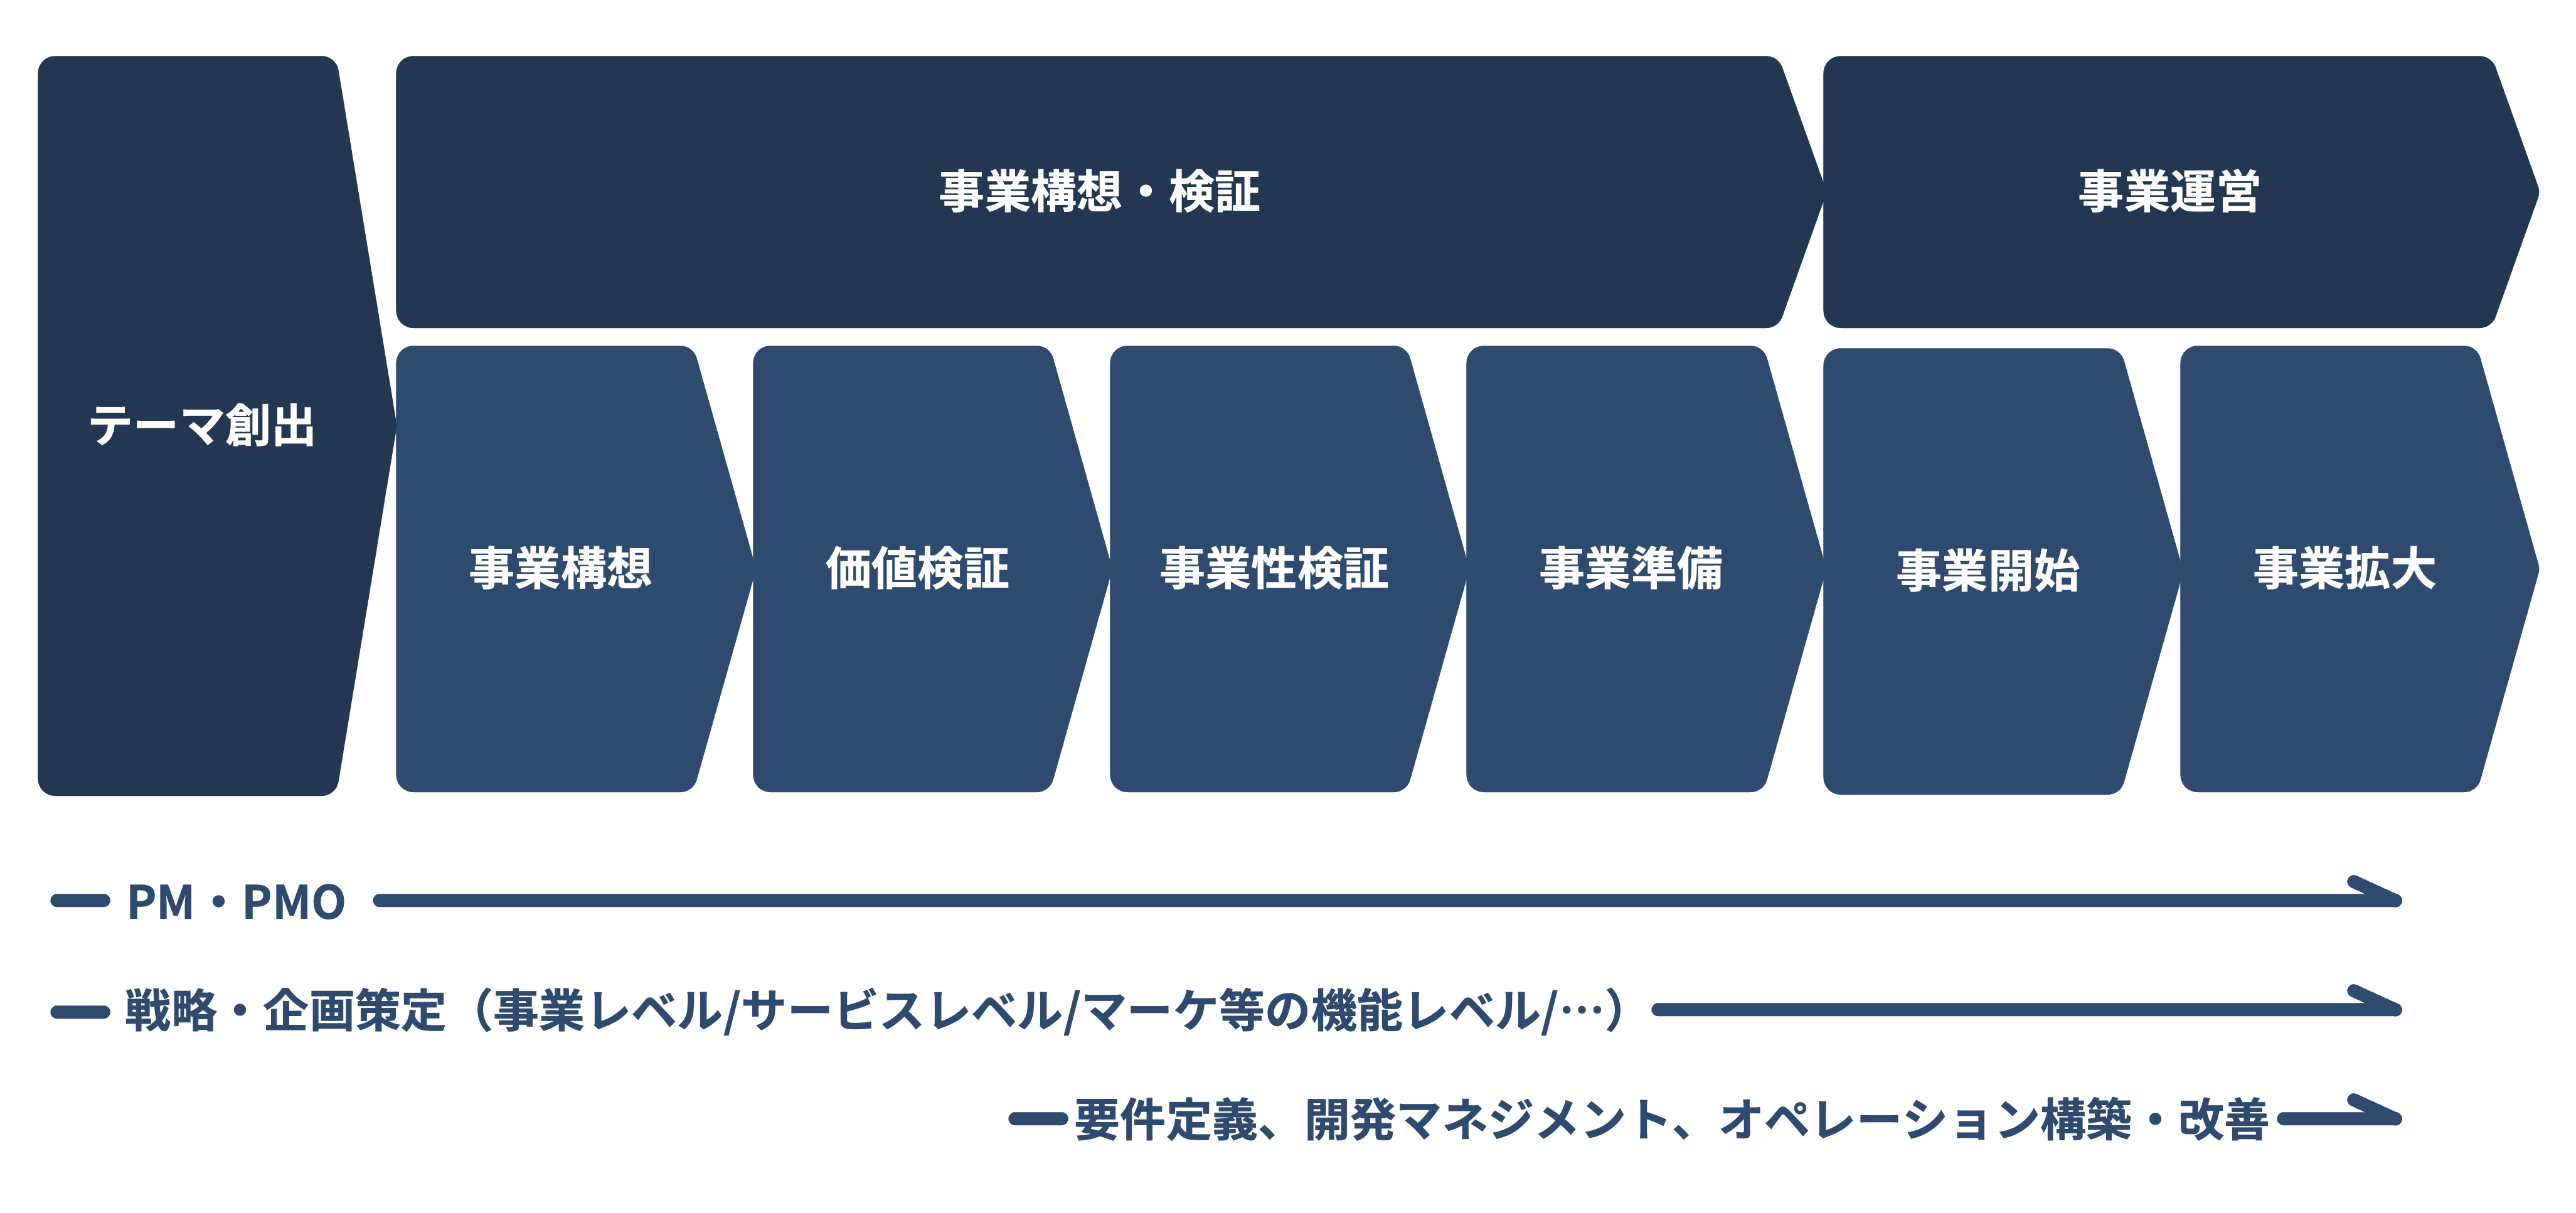 事業構想・検証
事業運営
テーマ創出
事業構想
価値検証
事業性検証
事業準備
事業開始
事業拡大
PM・PMO
戦略・企画策定（事業レベル/サービスレベル/マーケ等の機能レベル/…）
要件定義、開発マネジメント、オペレーション構築・改善